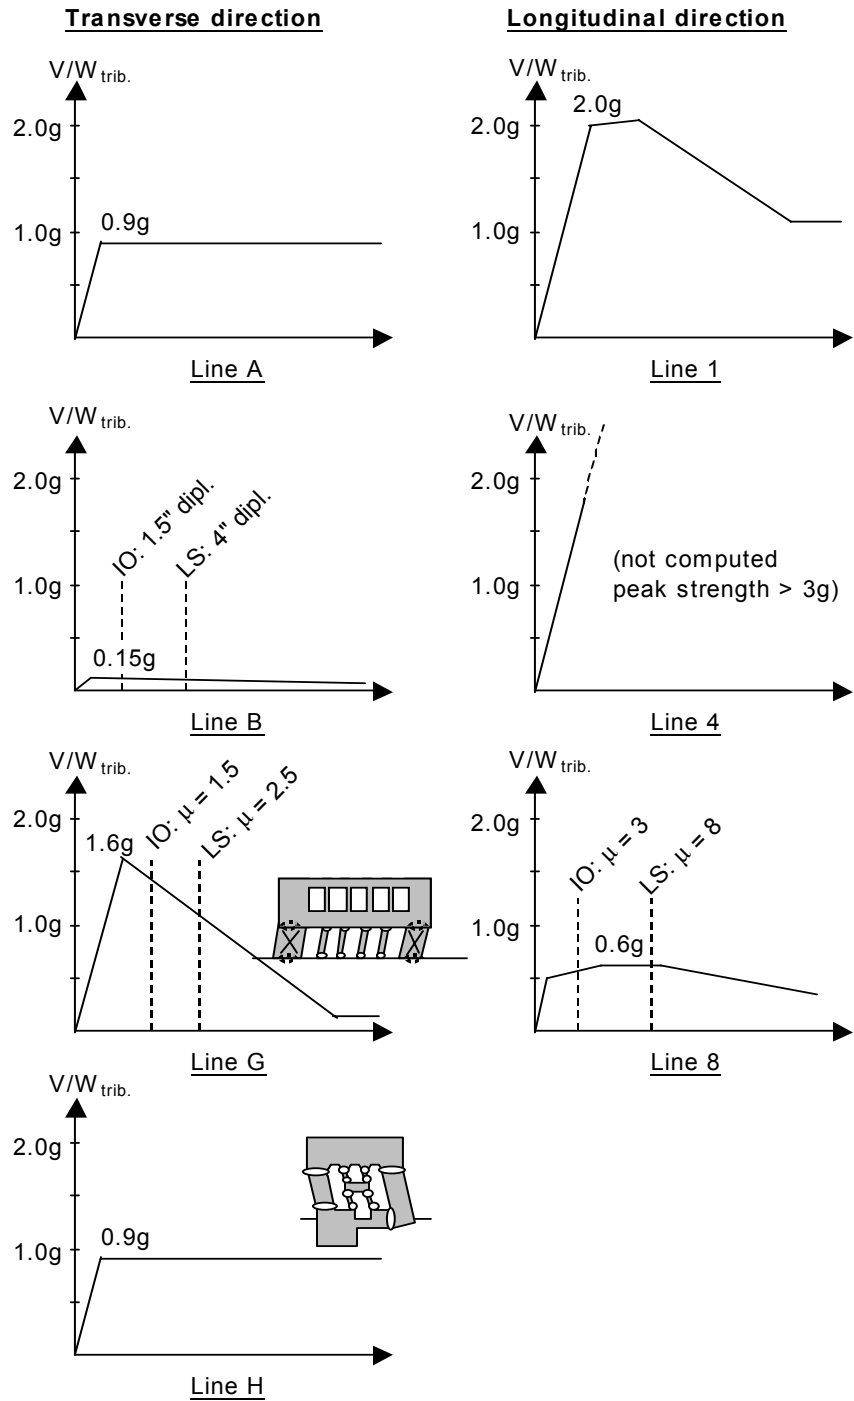 Transverse direction
Longitudinal direction
V/W trib.
2.0g
1.0g
0.9g
Line A
V/W trib.
2.0g
1.0g
2.0g
Line 1
V/W trib.
2.0g
1.0g
IO: 1.5" dipl.
LS: 4" dipl.
0.15g
Line B
V/W trib.
2.0g
1.0g
(not computed
peak strength > 3g)
Line 4
V/W trib.
2.0g
1.0g
1.6g
IO: μ = 1.5
LS: μ = 2.5
Line G
V/W trib.
2.0g
1.0g
IO: μ = 3
LS: μ = 8
0.6g
Line 8
V/W trib.
2.0g
1.0g
0.9g
Line H